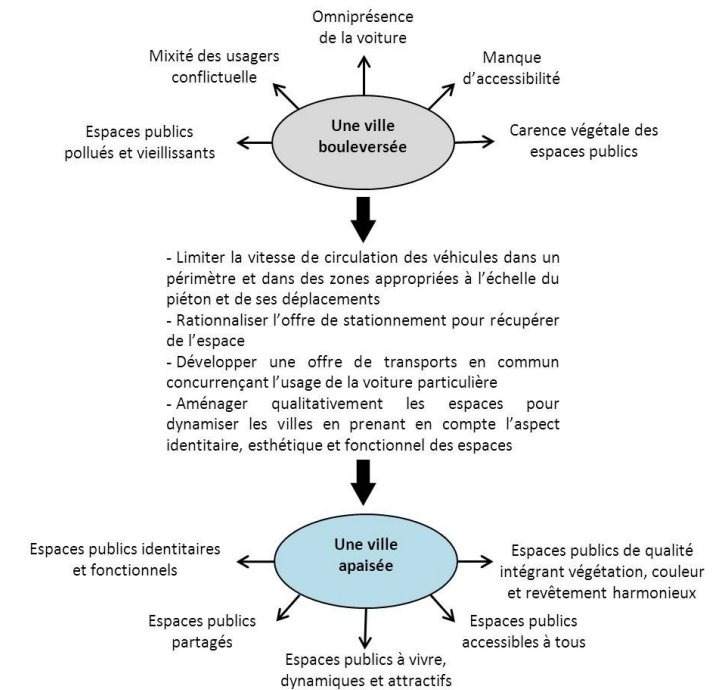 Omniprésence
de la voiture
Mixité des usagers
conflictuelle
Manque
d'accessibilité
Espaces publics
pollués et vieillissants
Une ville
bouleversée
Carence végétale des
espaces publics
- Limiter la vitesse de circulation des véhicules dans un
périmètre et dans des zones appropriées à l'échelle du
piéton et de ses déplacements
- Rationnaliser l'offre de stationnement pour récupérer
de l'espace
- Développer une offre de transports en commun
concurrençant l'usage de la voiture particulière
- Aménager qualitativement les espaces pour
dynamiser les villes en prenant en compte l'aspect
identitaire, esthétique et fonctionnel des espaces
Une ville
apaisée
Espaces publics identitaires
et fonctionnels
Espaces publics de qualité
intégrant végétation, couleur
et revêtement harmonieux
Espaces publics
partagés
Espaces publics
accessibles à tous
Espaces publics à vivre,
dynamiques et attractifs